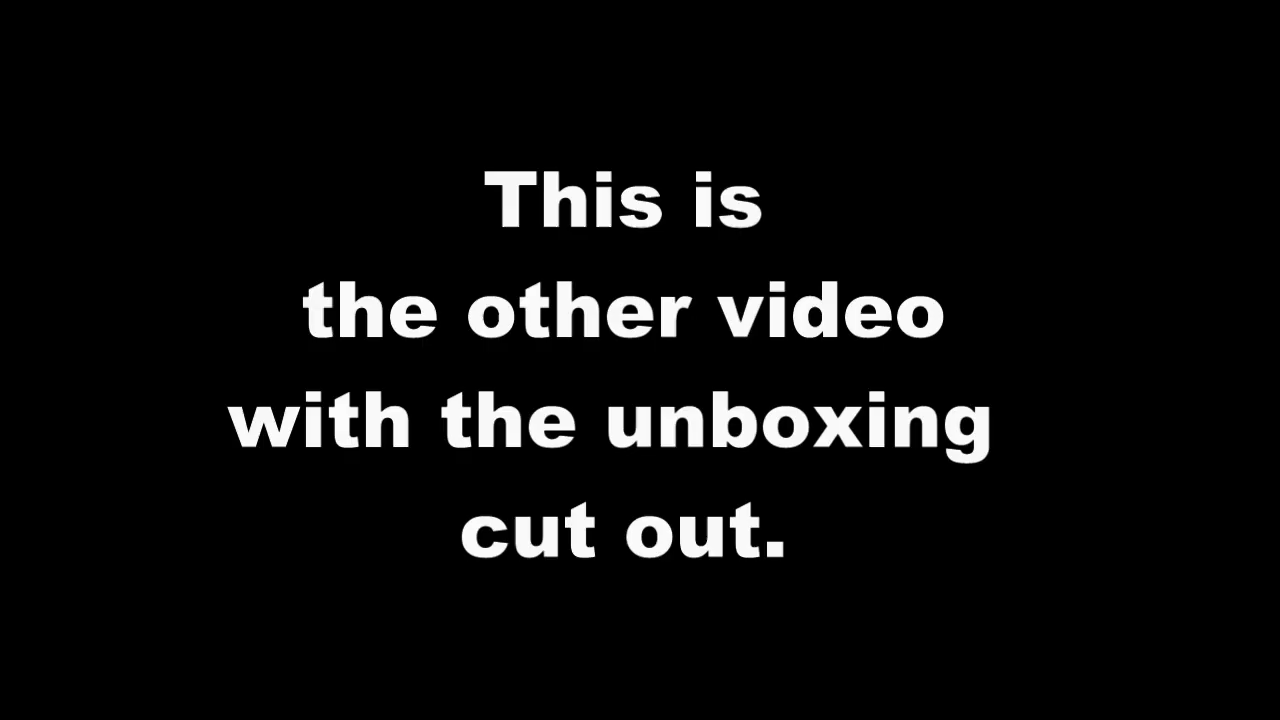 This is
the other video
with the unboxing
cut out.